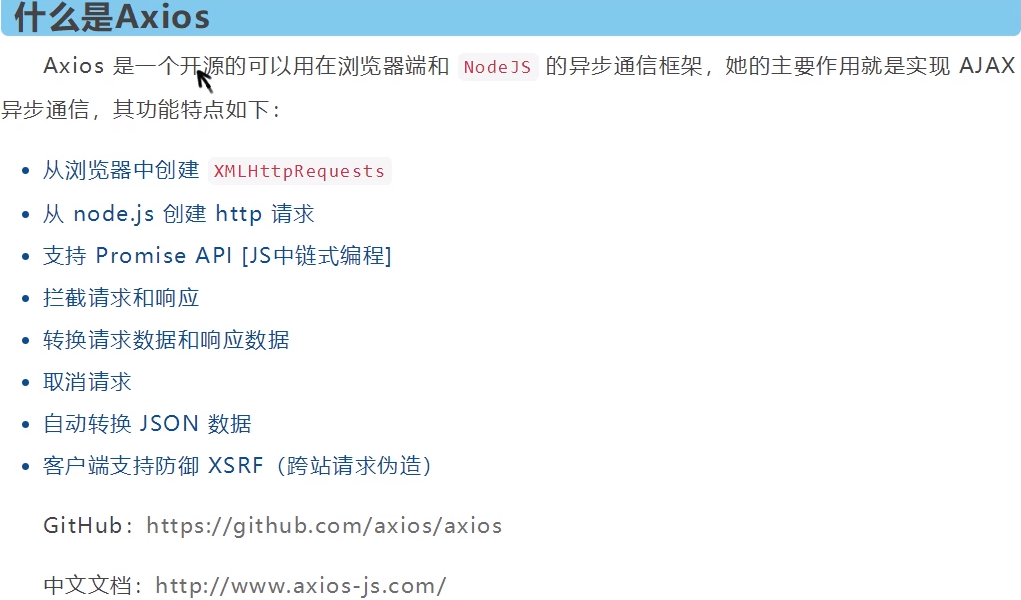 什么是Axios
Axios 是一个开源的可以用在浏览器端和 NodeJS 的异步通信框架，她的主要作用就是实现 AJAX
异步通信，其功能特点如下：
从浏览器中创建 XMLHttpRequests
从 node.js 创建 http 请求
支持 Promise API [JS中链式编程]
拦截请求和响应
转换请求数据和响应数据
取消请求
自动转换 JSON 数据
客户端支持防御 XSRF（跨站请求伪造）
GitHub：https://github.com/axios/axios
中文文档：http://www.axios-js.com/